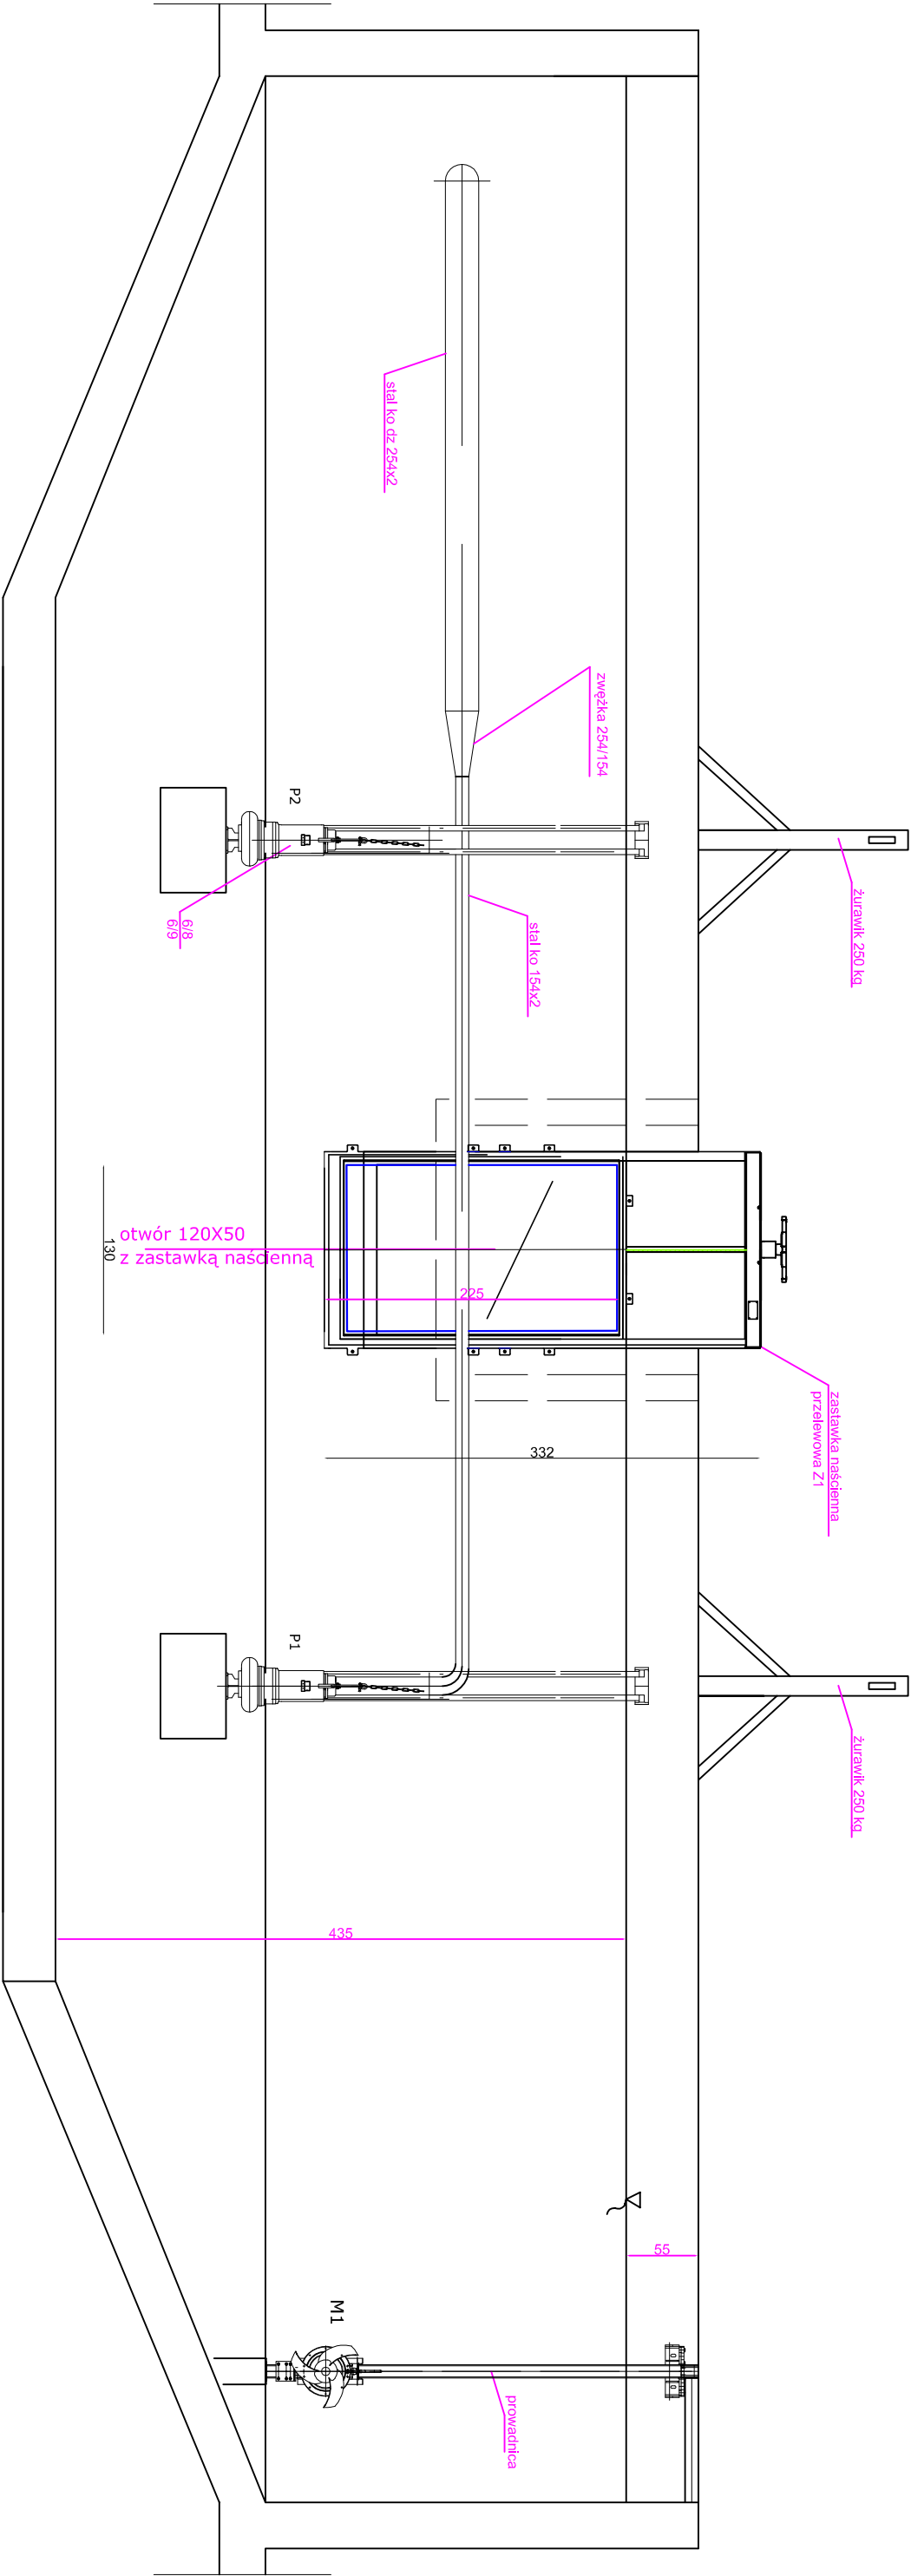 stal ko dz 254x2
zwężka 254/154
P2
6/8
6/9
żurawik 250 kg
stal ko 154x2
130
otwór 120X50
z zastawką naścienną
225
zastawka naścienna
przelewowa Z1
332
P1
żurawik 250 kg
435
55
M1
prowadnica